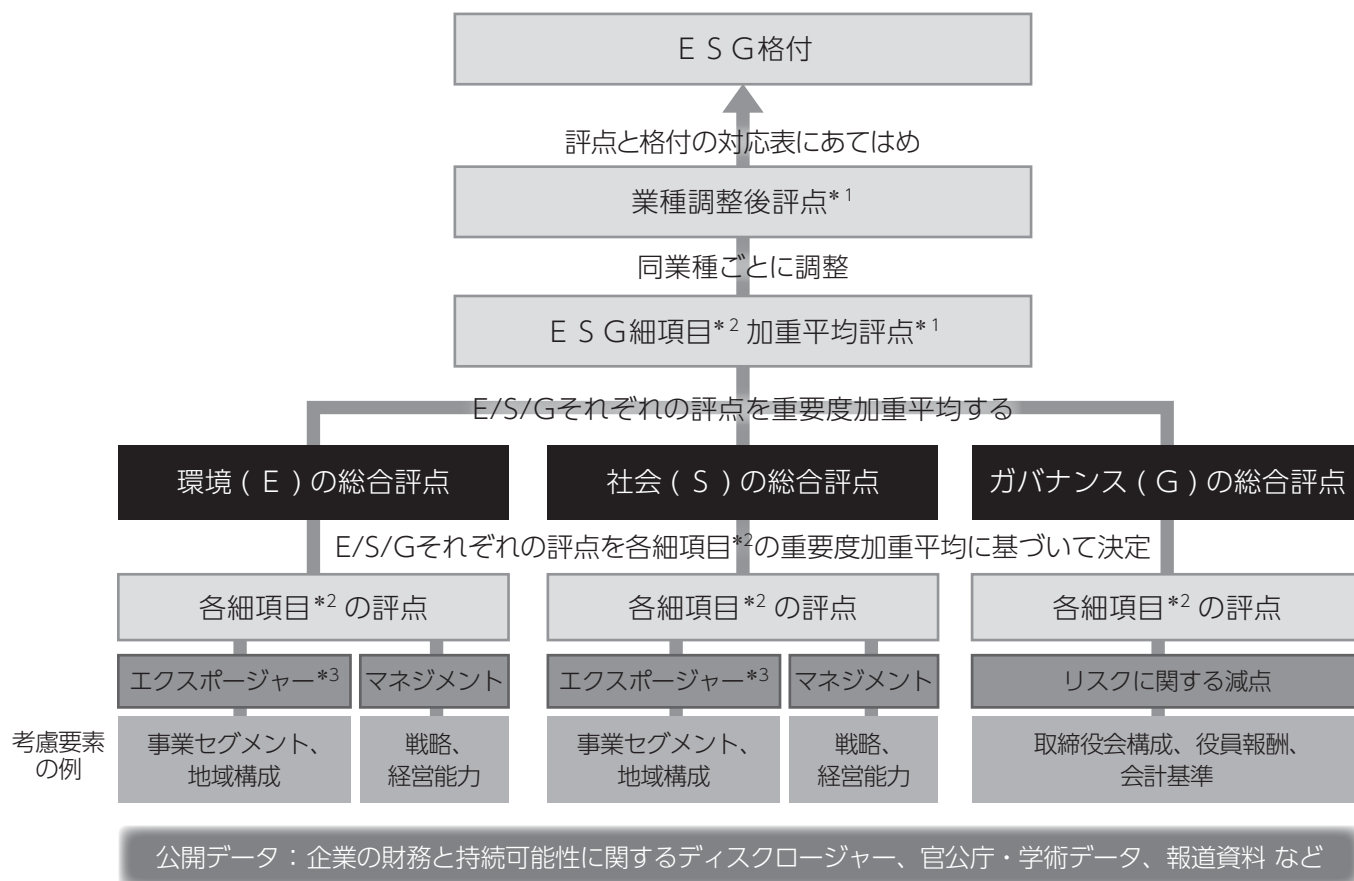 ESG格付
評点と格付の対応表にあてはめ
業種調整後評点*1
同業種ごとに調整
ESG細項目*2 加重平均評点*1
E/S/Gそれぞれの評点を重要度加重平均する
環境(E)の総合評点
社会(S)の総合評点
ガバナンス(G)の総合評点
E/S/Gそれぞれの評点を各細項目*2の重要度加重平均に基づいて決定
各細項目*2 の評点
各細項目*2 の評点
各細項目*2 の評点
エクスポージャー*3
マネジメント
エクスポージャー*3
マネジメント
リスクに関する減点
考慮要素
の例
事業セグメント、
地域構成
戦略、
経営能力
事業セグメント、
地域構成
戦略、
経営能力
取締役会構成、役員報酬、
会計基準
公開データ：企業の財務と持続可能性に関するディスクロージャー、官公庁・学術データ、報道資料 など